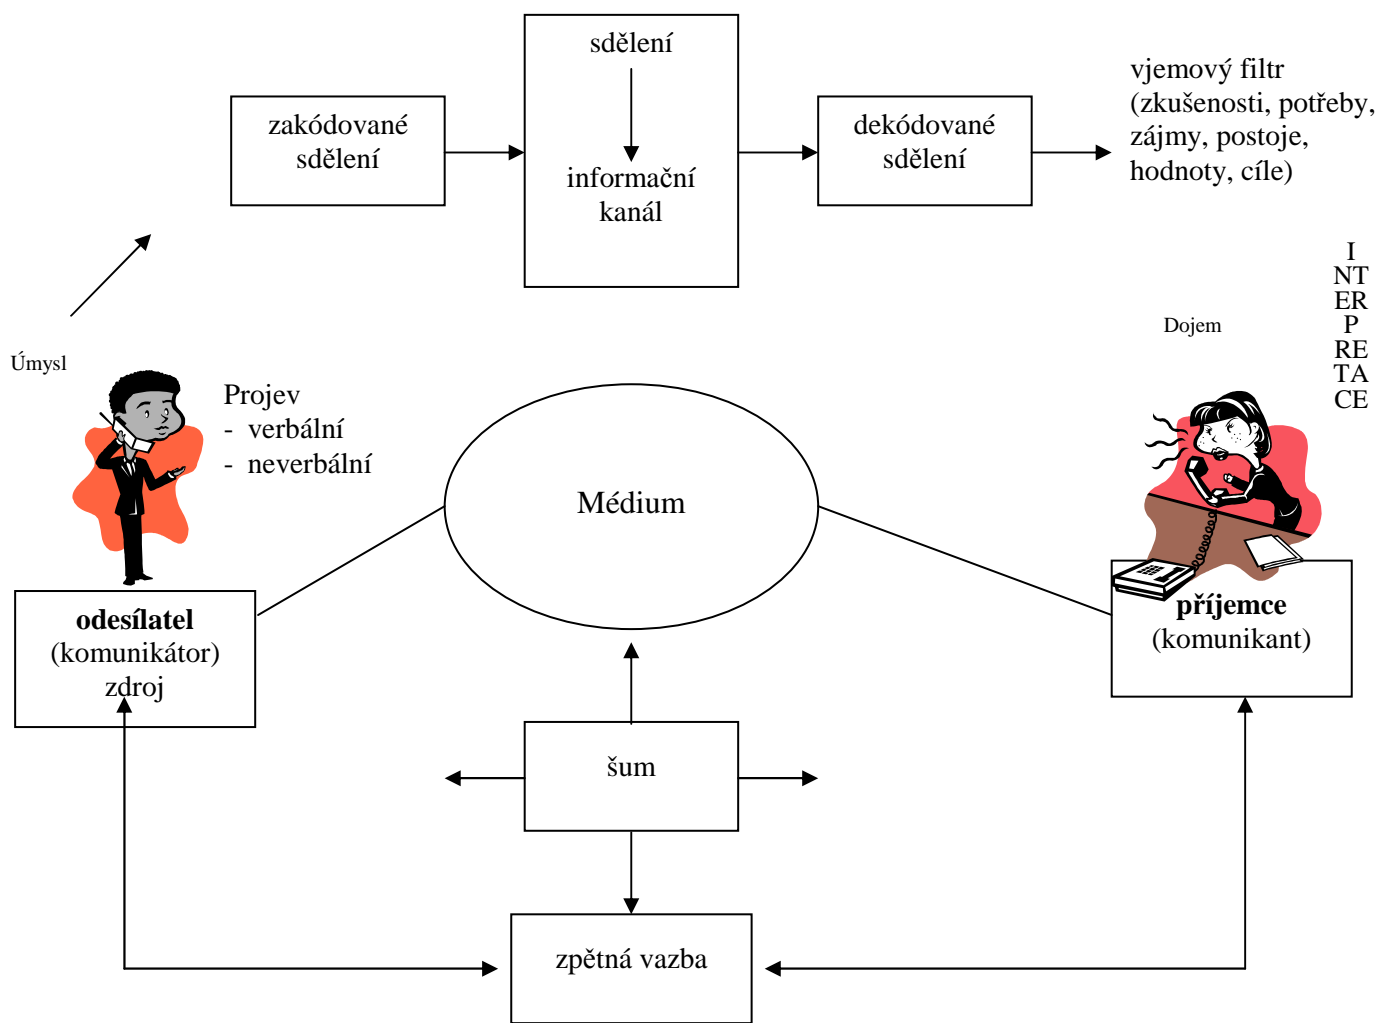 sdělení
informační
kanál
zakódované
sdělení
dekódované
sdělení
vjemový filtr
(zkušenosti, potřeby,
zájmy, postoje,
hodnoty, cíle)
I
NT
ER
P
RE
TA
CE
Dojem
Úmysl
Projev
- verbální
- neverbální
Médium
odesílatel
(komunikátor)
zdroj
příjemce
(komunikant)
šum
zpětná vazba